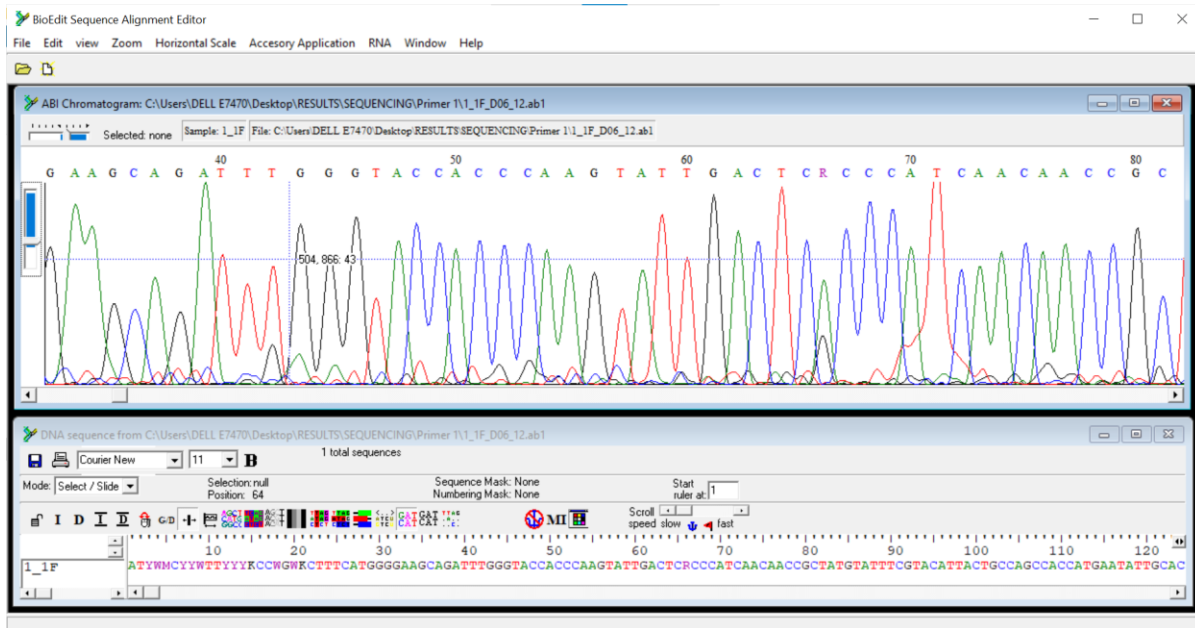 BioEdit Sequence Alignment Editor
File Edit view Zoom Horizontal Scale Accesory Application RNA Window Help
ABI Chromatogram: C:\Users\DELL E7470\Desktop\RESULTS\SEQUENCING\Primer 1\1_1F_D06_12.ab1
Selected: none Sample: 1_1F File: C:\Users\DELL E7470\Desktop\RESULTS\SEQUENCING\Primer 1\1_1F_D06_12.ab1
40 50 60 70 80
G A A G C A G A T T T G G G T A C C A C C C A A G T A T T G A C T C R C C C A T C A A C A A C C G C
504, 866: 43
DNA sequence from C:\Users\DELL E7470\Desktop\RESULTS\SEQUENCING\Primer 1\1_1F_D06_12.ab1
Courier New 11 B 1 total sequences
Mode: Select / Slide Selection: null Sequence Mask: None Start
Position: 64 Numbering Mask: None ruler at: 1
I D I D G/D MI Scroll
speed slow fast
10 20 30 40 50 60 70 80 90 100 110 120
1_1F ATYWMCYYWTTYYYKCCWGWKCTTTCATGGGGAAGCAGATTTGGGTACCACCCAAGTATTGACTCRCCCATCAACAACCGCTATGTATTTCGTACATTACTGCCAGCCACCATGAATATTGCAC